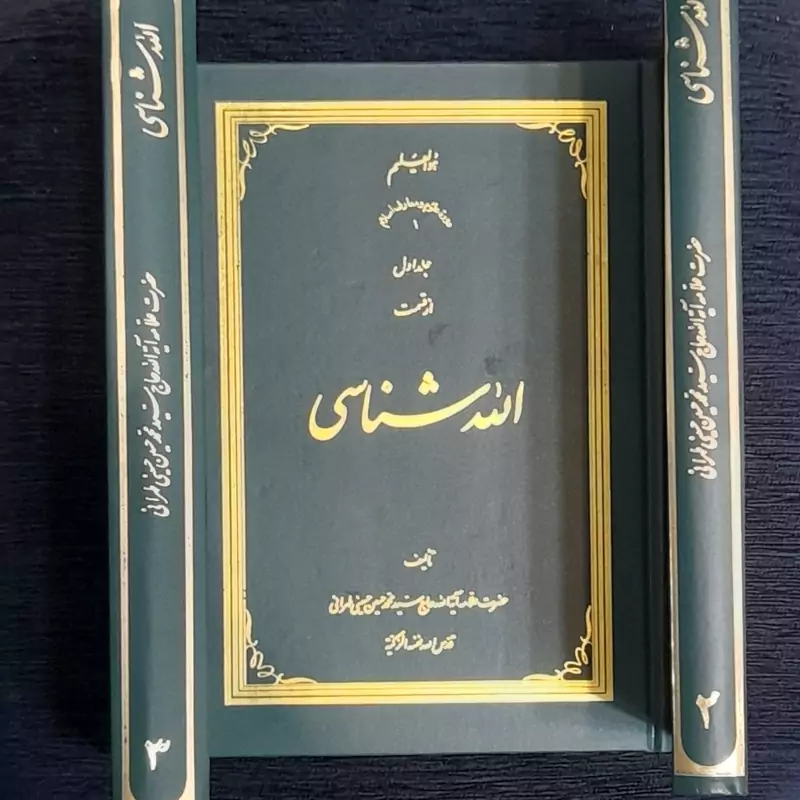 الله شناسی
حضرت علامه آیة الله حاج سید محمد حسین حسینی طهرانی
۳
هو العلیم
دورهٔ علوم و معارف اسلام
۱
جلد اول
از قسمت
الله شناسی
تألیف
حضرت علامه آیة الله حاج سید محمد حسین حسینی طهرانی
قدس الله نفسه الزکیة
الله شناسی
حضرت علامه آیة الله حاج سید محمد حسین حسینی طهرانی
۲